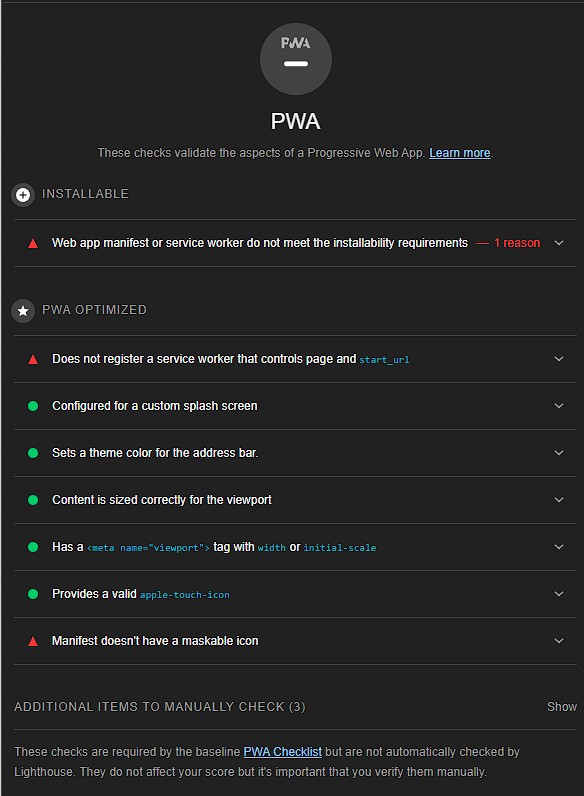 PWA
PWA
These checks validate the aspects of a Progressive Web App. Learn more.
INSTALLABLE
Web app manifest or service worker do not meet the installability requirements — 1 reason
PWA OPTIMIZED
Does not register a service worker that controls page and start_url
Configured for a custom splash screen
Sets a theme color for the address bar.
Content is sized correctly for the viewport
Has a <meta name="viewport"> tag with width or initial-scale
Provides a valid apple-touch-icon
Manifest doesn't have a maskable icon
ADDITIONAL ITEMS TO MANUALLY CHECK (3) Show
These checks are required by the baseline PWA Checklist but are not automatically checked by
Lighthouse. They do not affect your score but it's important that you verify them manually.